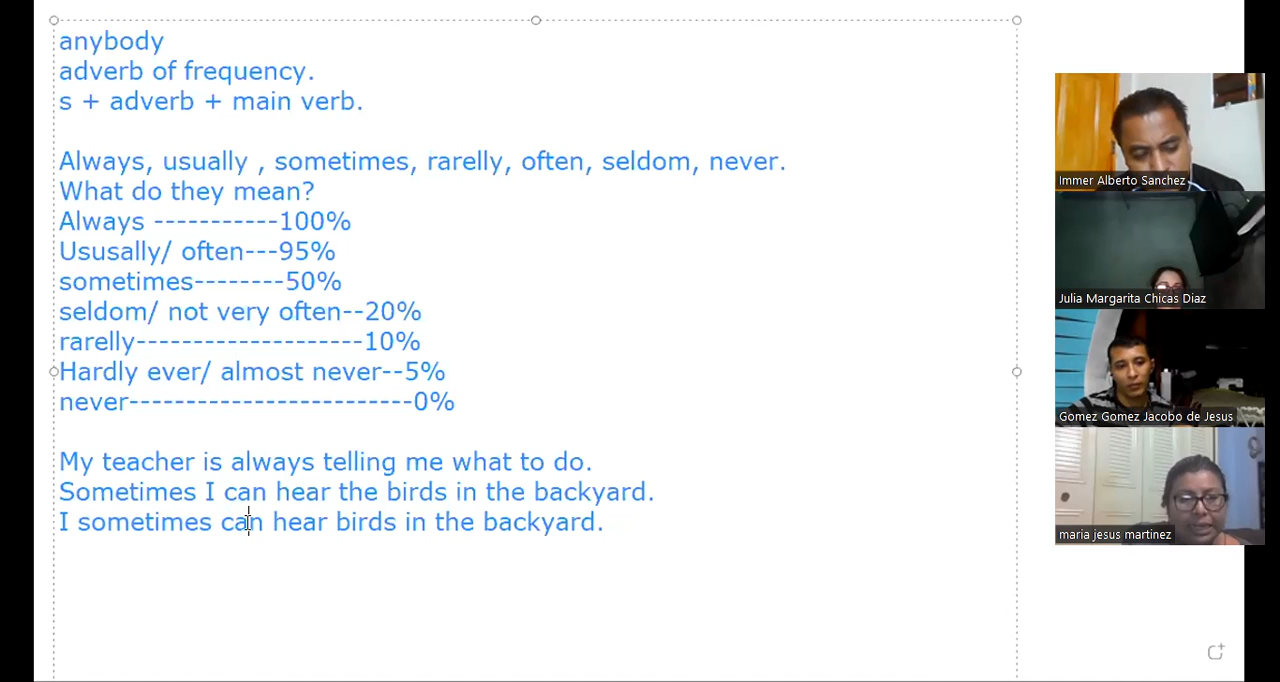 anybody
adverb of frequency.
s + adverb + main verb.
Always, usually , sometimes, rarelly, often, seldom, never.
What do they mean?
Always -----------100%
Ususally/ often---95%
sometimes--------50%
seldom/ not very often--20%
rarelly--------------------10%
Hardly ever/ almost never--5%
never-------------------------0%
My teacher is always telling me what to do.
Sometimes I can hear the birds in the backyard.
I sometimes can hear birds in the backyard.
Immer Alberto Sanchez
Julia Margarita Chicas Diaz
Gomez Gomez Jacobo de Jesus
maria jesus martinez